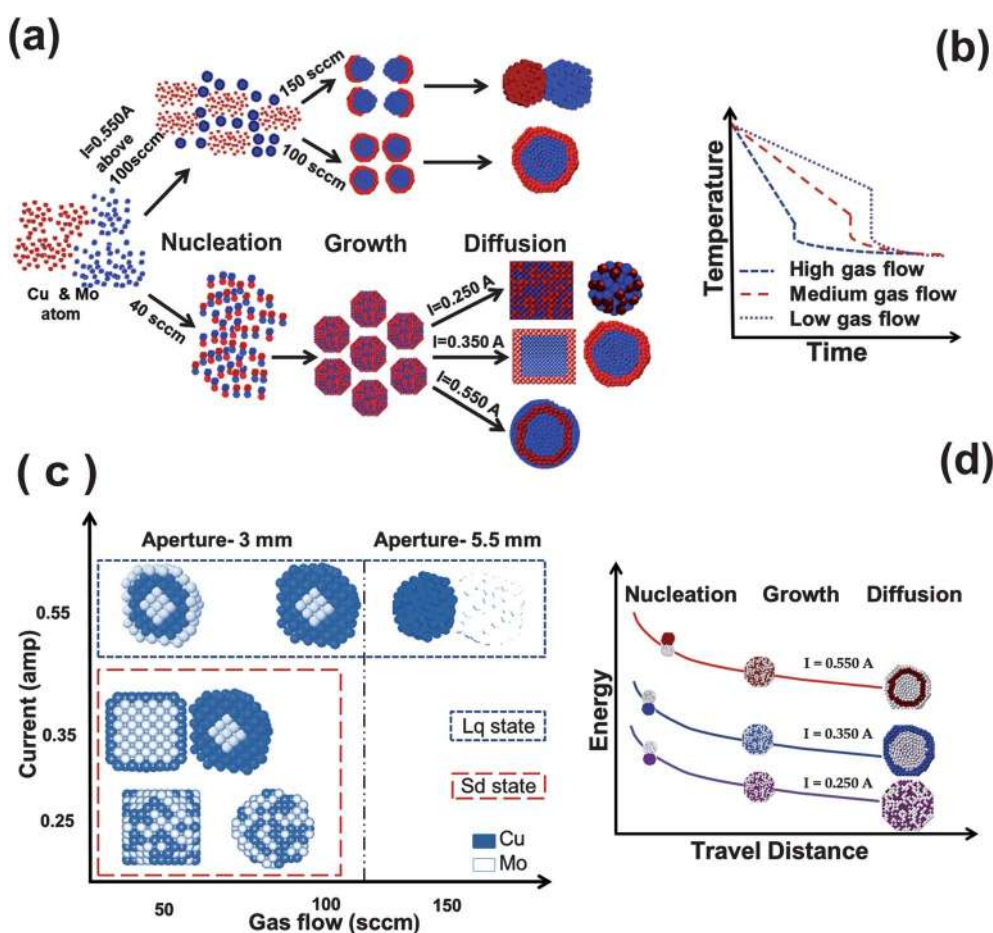 (a)
I=0.550A
above
100sccm
150 sccm
100 sccm
Cu & Mo
atom
40 sccm
Nucleation
Growth
Diffusion
I=0.250 A
I=0.350 A
I=0.550 A
(b)
Temperature
High gas flow
Medium gas flow
Low gas flow
Time
( c )
Aperture- 3 mm
Aperture- 5.5 mm
Current (amp)
0.55
0.35
0.25
Lq state
Sd state
Cu
Mo
50
100
150
Gas flow (sccm)
(d)
Nucleation
Growth
Diffusion
Energy
I = 0.550 A
I = 0.350 A
I = 0.250 A
Travel Distance